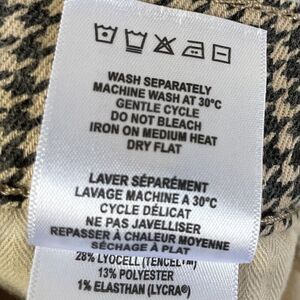 WASH SEPARATELY
MACHINE WASH AT 30°C
GENTLE CYCLE
DO NOT BLEACH
IRON ON MEDIUM HEAT
DRY FLAT
LAVER SÉPARÉMENT
LAVAGE MACHINE À 30°C
CYCLE DÉLICAT
NE PAS JAVELLISER
REPASSER À CHALEUR MOYENNE
SÉCHAGE À PLAT
28% LYOCELL (TENCEL™)
13% POLYESTER
1% ELASTHAN (LYCRA®)